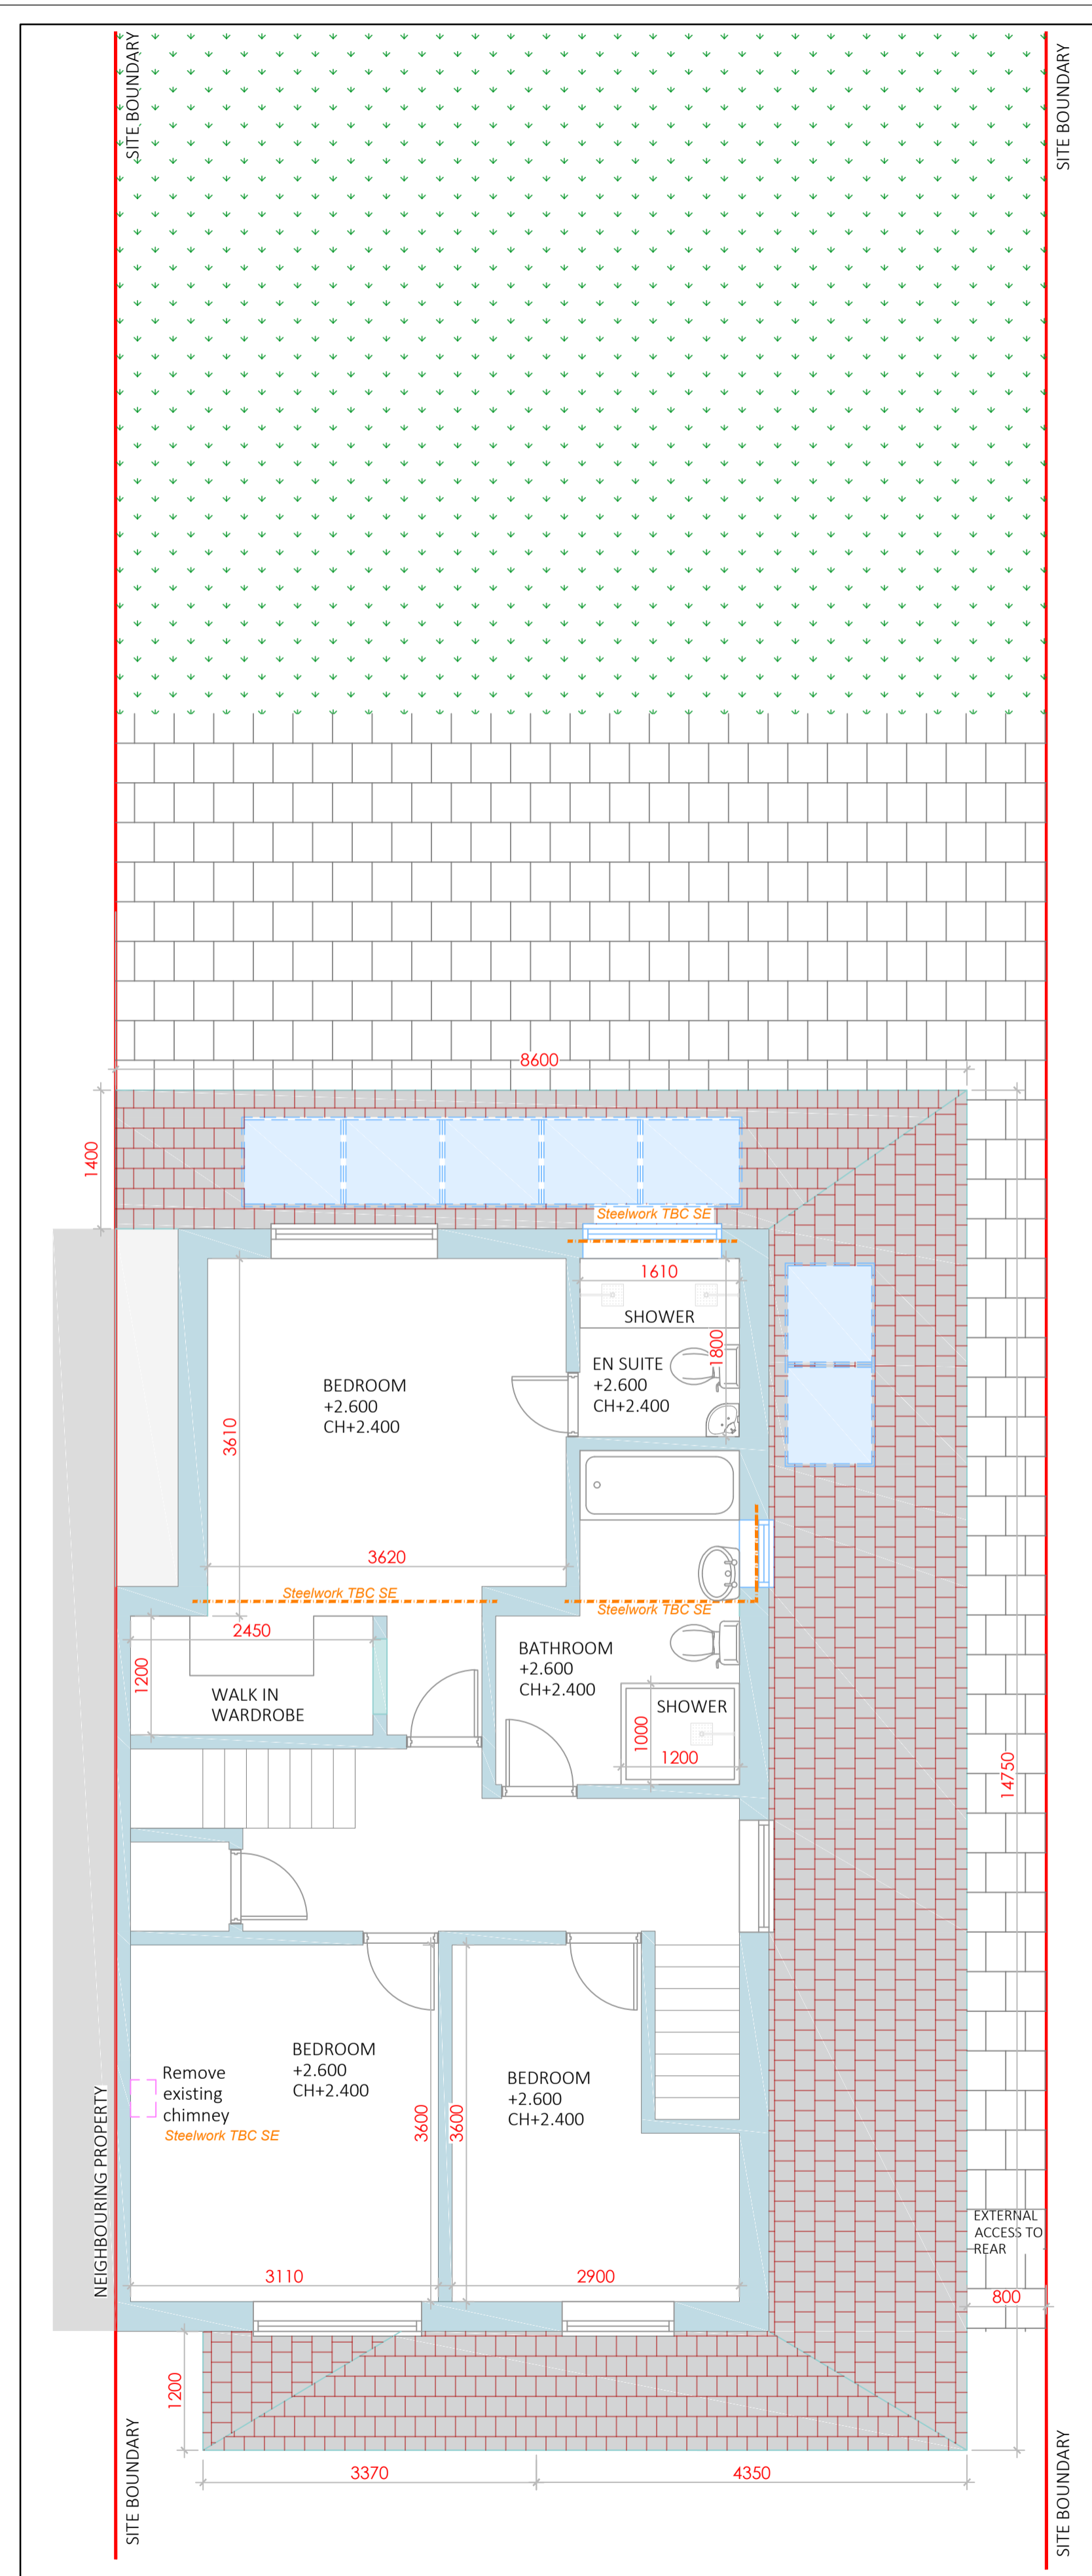 SITE BOUNDARY
SITE BOUNDARY
8600
1400
Steelwork TBC SE
1610
SHOWER
1800
EN SUITE
+2.600
CH+2.400
BEDROOM
+2.600
CH+2.400
3610
3620
Steelwork TBC SE
Steelwork TBC SE
2450
1200
WALK IN
WARDROBE
BATHROOM
+2.600
CH+2.400
SHOWER
1000
1200
14750
BEDROOM
+2.600
CH+2.400
Remove
existing
chimney
Steelwork TBC SE
3600
3600
BEDROOM
+2.600
CH+2.400
NEIGHBOURING PROPERTY
EXTERNAL
ACCESS TO
REAR
3110
2900
800
1200
3370
4350
SITE BOUNDARY
SITE BOUNDARY